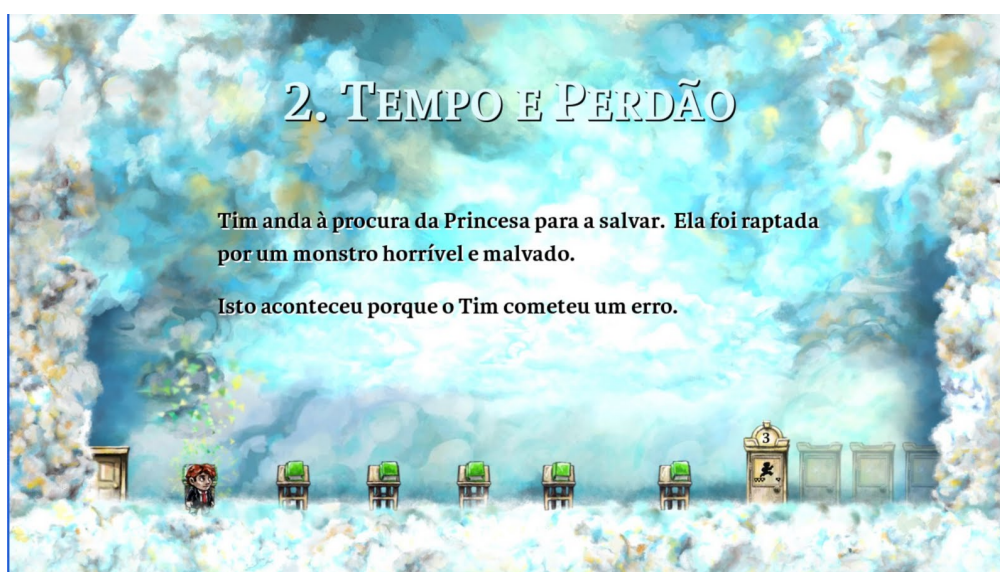 2. Tempo e Perdão
Tim anda à procura da Princesa para a salvar. Ela foi raptada
por um monstro horrível e malvado.
Isto aconteceu porque o Tim cometeu um erro.
3